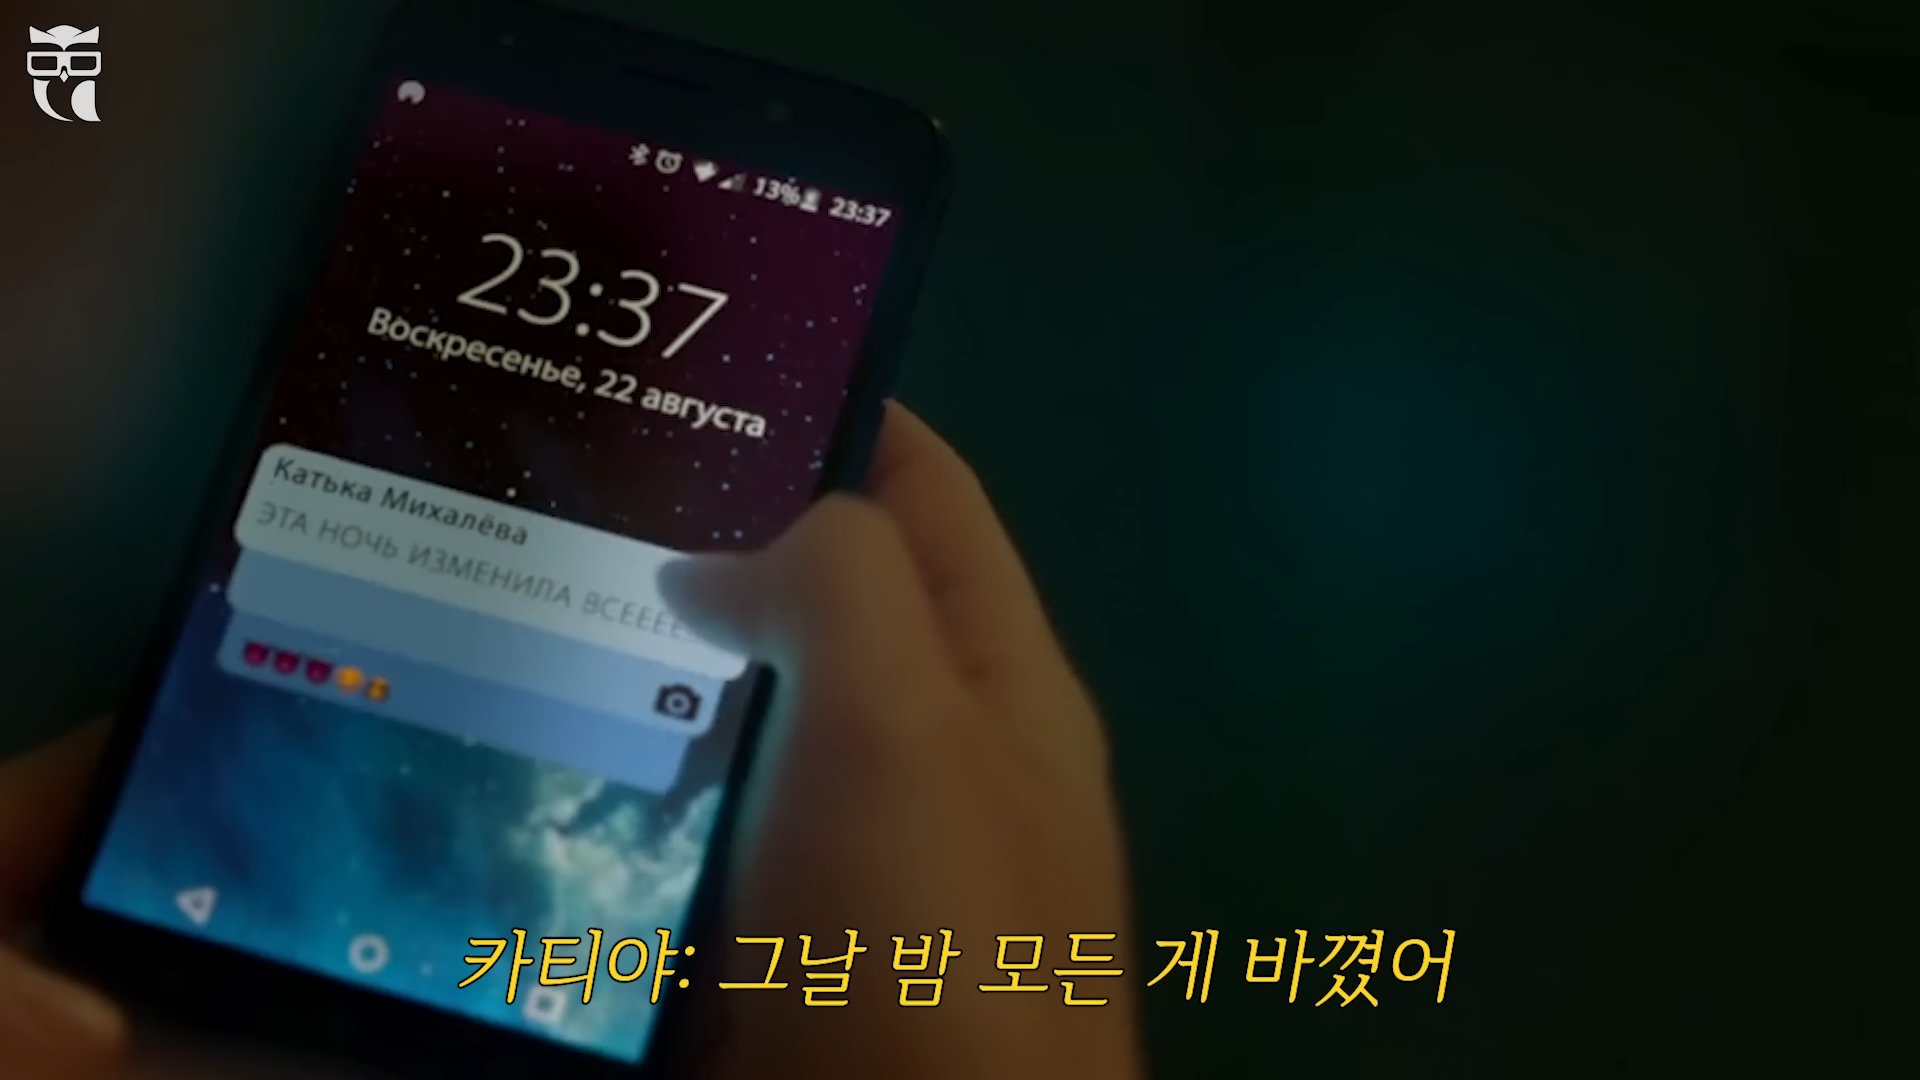 13% 23:37
23:37
Воскресенье, 22 августа
Катька Михалёва
ЭТА НОЧЬ ИЗМЕНИЛА ВСЕЕЕЕ
카티야: 그날 밤 모든 게 바꼈어